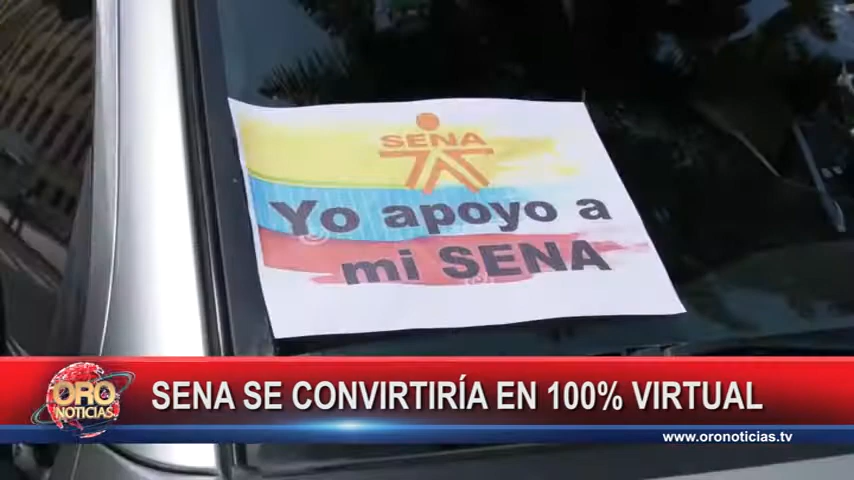 SENA
Yo apoyo a
mi SENA
ORO
NOTICIAS
SENA SE CONVIRTIRÍA EN 100% VIRTUAL
www.oronoticias.tv